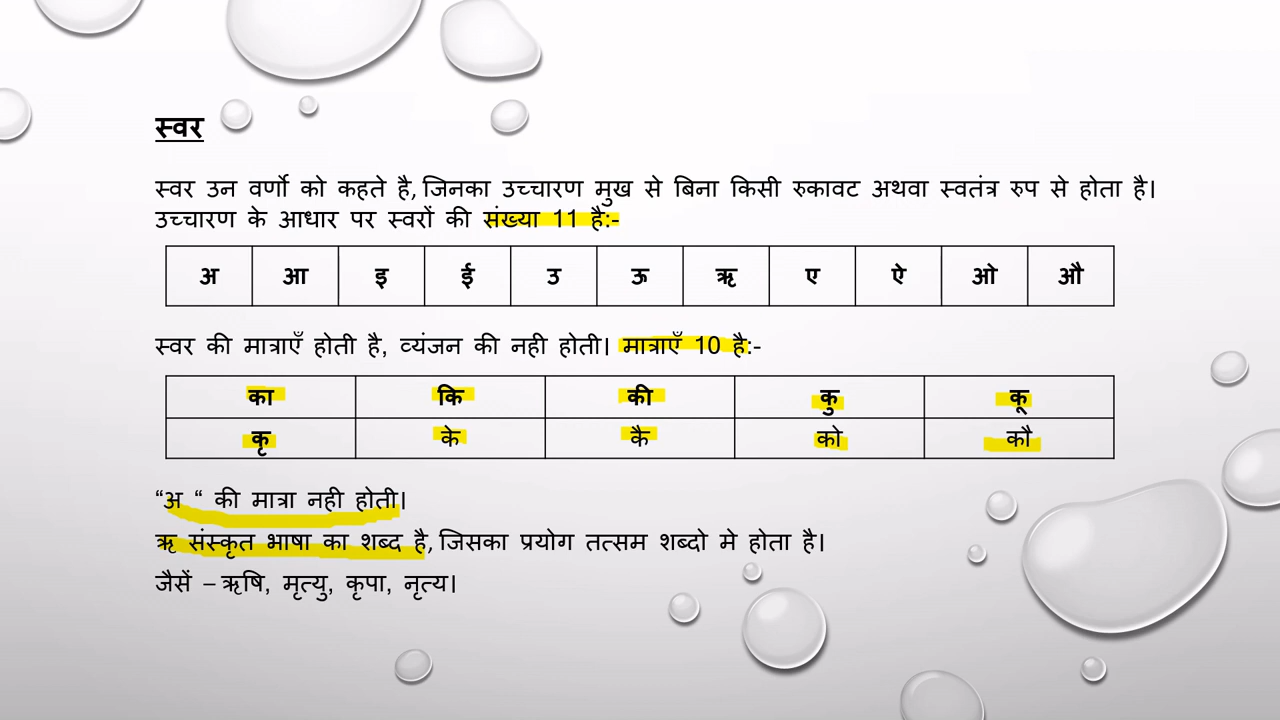 स्वर
स्वर उन वर्णो को कहते है, जिनका उच्चारण मुख से बिना किसी रुकावट अथवा स्वतंत्र रुप से होता है।
उच्चारण के आधार पर स्वरों की संख्या 11 है:-
अ आ इ ई उ ऊ ऋ ए ऐ ओ औ
स्वर की मात्राएँ होती है, व्यंजन की नही होती। मात्राएँ 10 है:-
का कि की कु कू
कृ के कै को कौ
“अ “ की मात्रा नही होती।
ऋ संस्कृत भाषा का शब्द है, जिसका प्रयोग तत्सम शब्दो मे होता है।
जैसें – ऋषि, मृत्यु, कृपा, नृत्य।